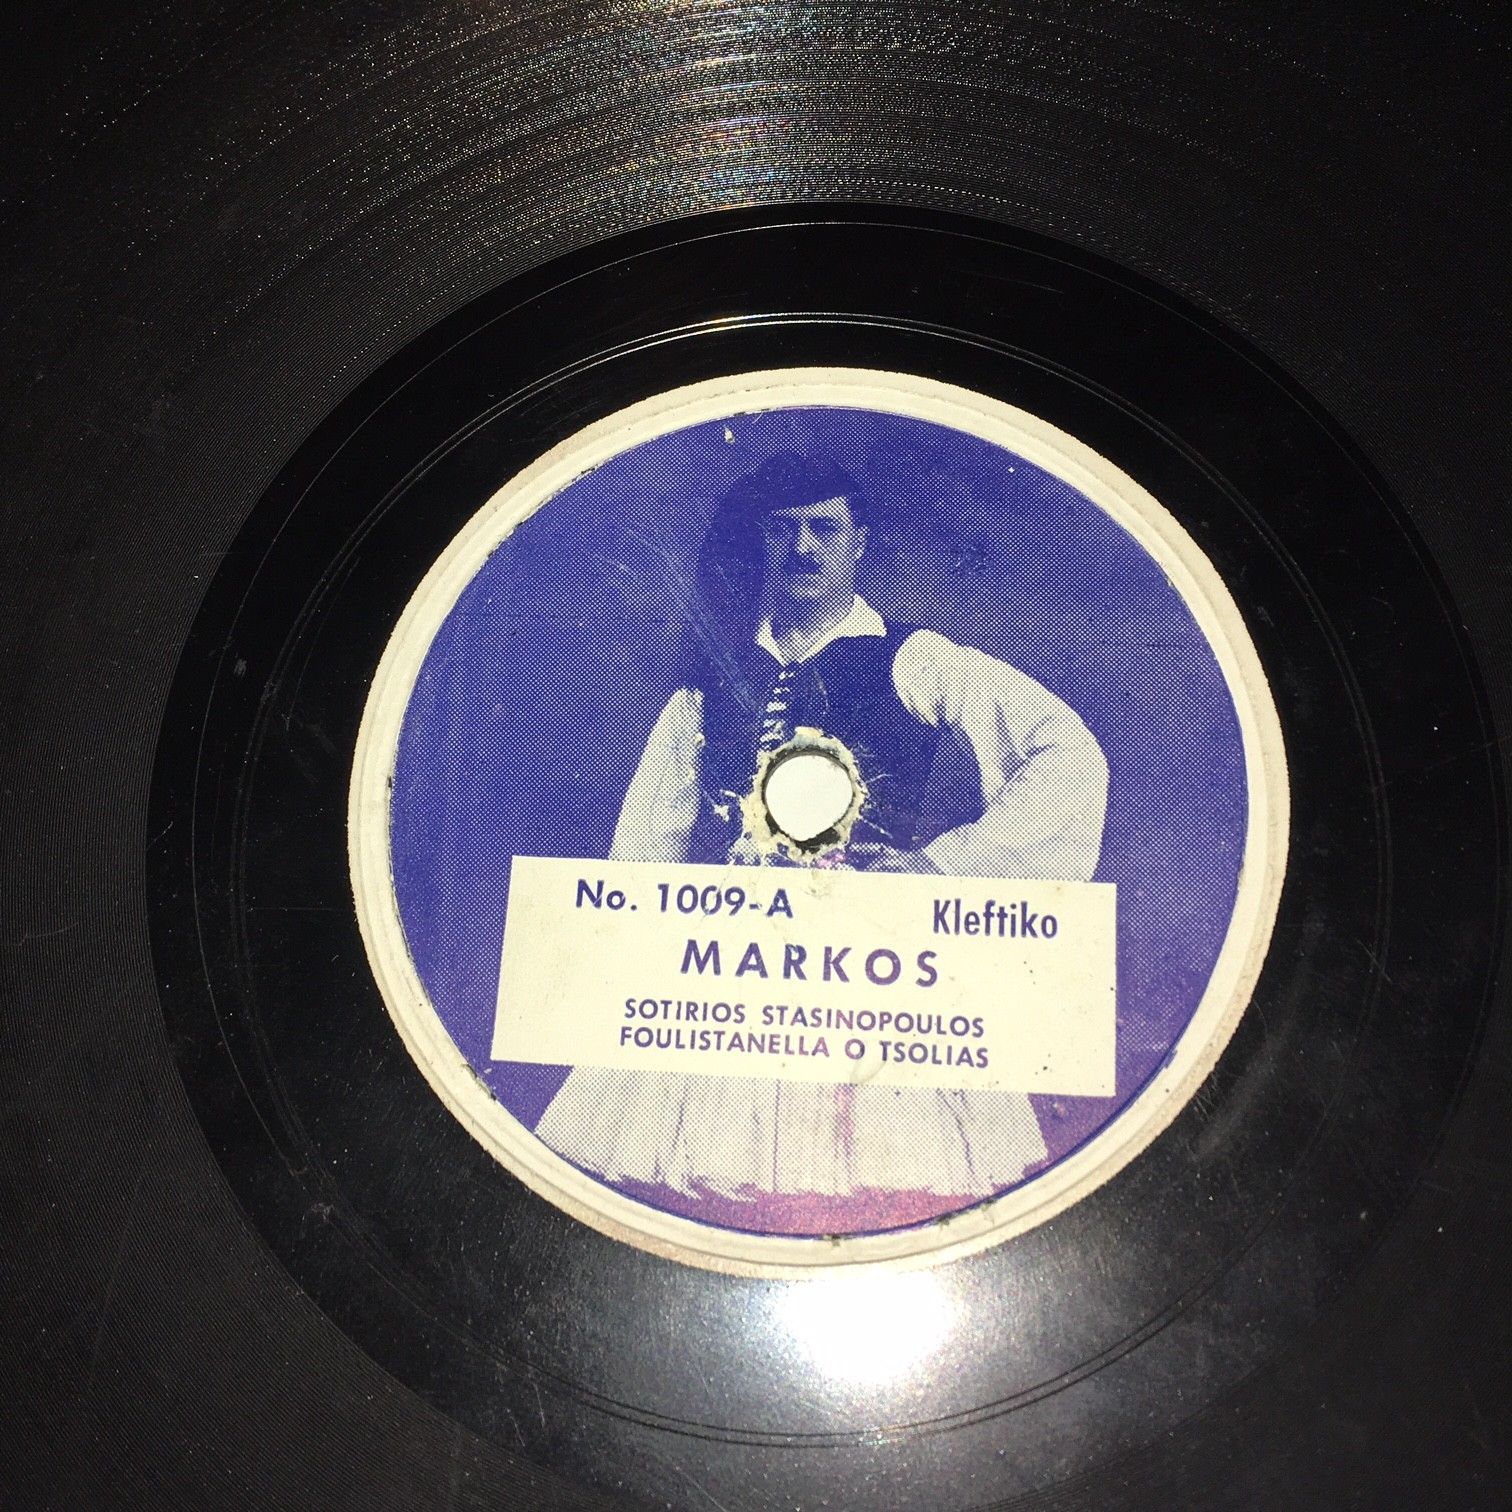 No. 1009-A Kleftiko
MARKOS
SOTIRIOS STASINOPOULOS
FOULISTANELLA O TSOLIAS